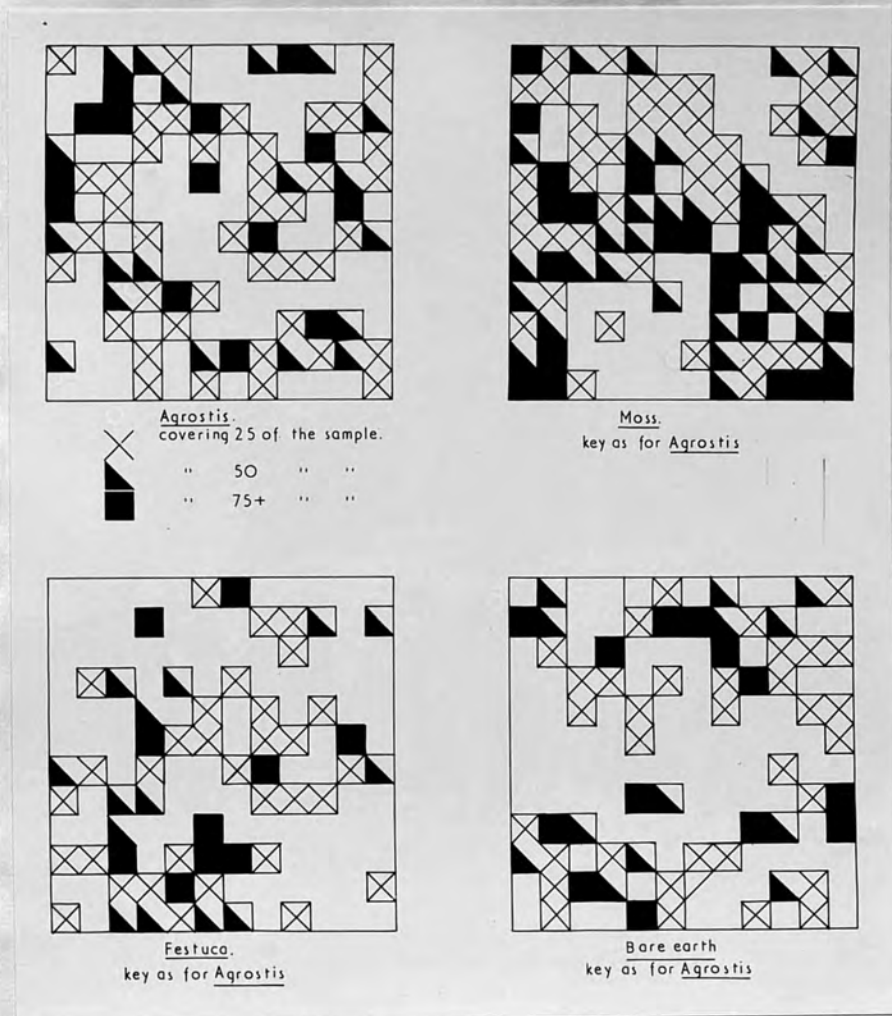 Agrostis.
covering 25 of the sample.
" 50 " "
" 75+ " "
Moss.
key as for Agrostis
Festuca.
key as for Agrostis
Bare earth
key as for Agrostis